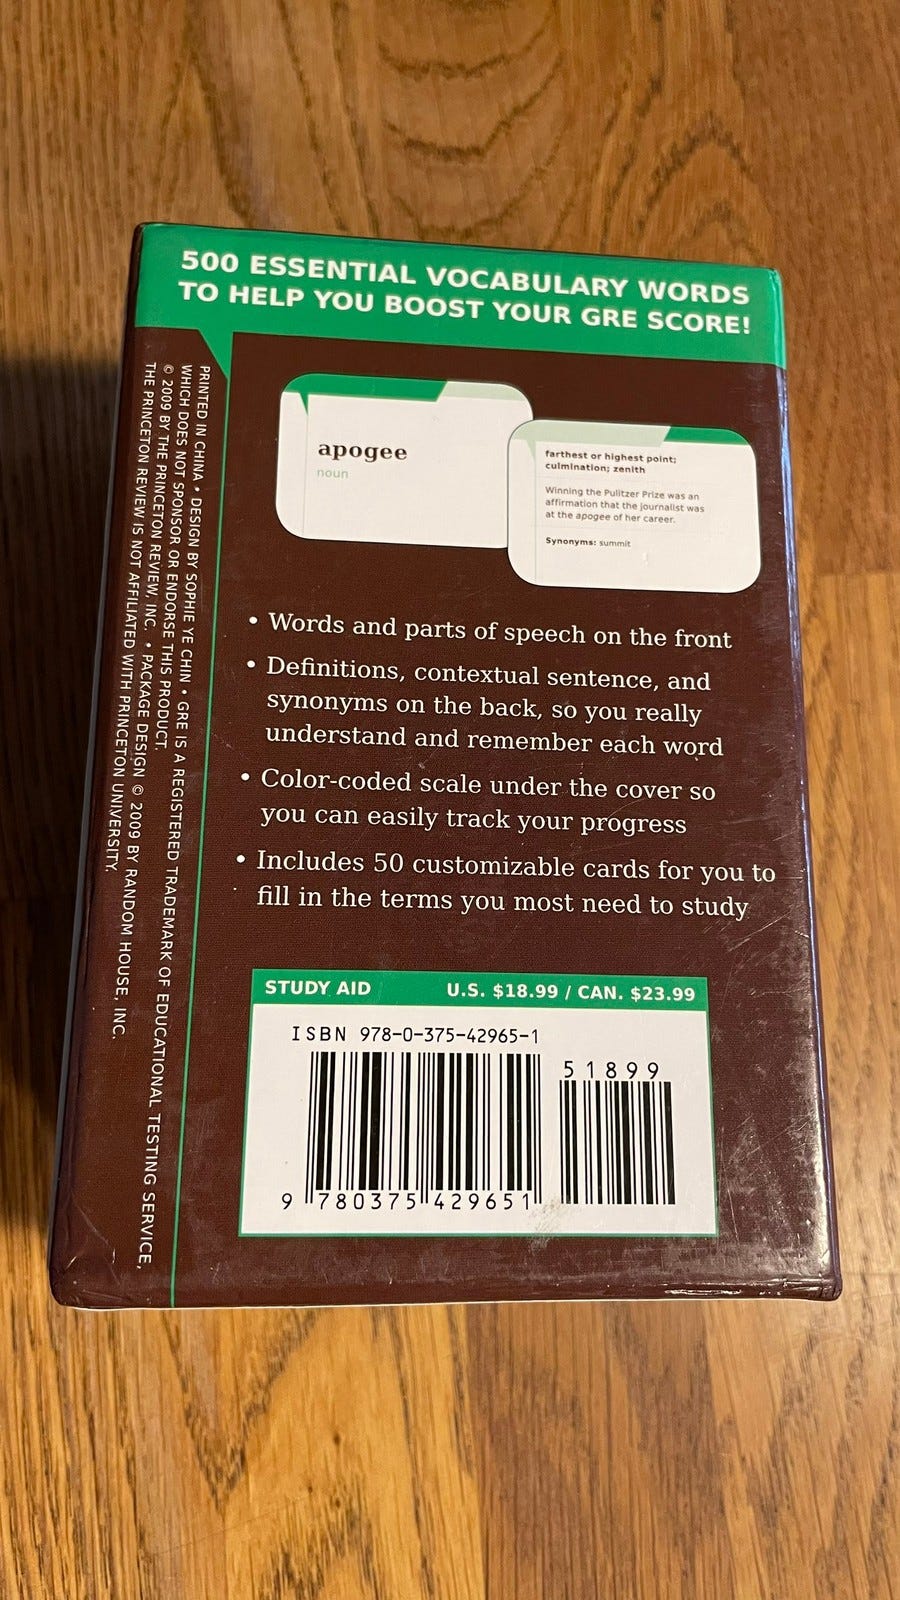 500 ESSENTIAL VOCABULARY WORDS
TO HELP YOU BOOST YOUR GRE SCORE!
apogee
noun
farthest or highest point;
culmination; zenith
Winning the Pulitzer Prize was an
affirmation that the journalist was
at the apogee of her career.
Synonyms: summit
• Words and parts of speech on the front
• Definitions, contextual sentence, and
synonyms on the back, so you really
understand and remember each word
• Color-coded scale under the cover so
you can easily track your progress
• Includes 50 customizable cards for you to
fill in the terms you most need to study
STUDY AID U.S. $18.99 / CAN. $23.99
ISBN 978-0-375-42965-1
51899
9 780375 429651
PRINTED IN CHINA • DESIGN BY SOPHIE YE CHIN • GRE IS A REGISTERED TRADEMARK OF EDUCATIONAL TESTING SERVICE,
WHICH DOES NOT SPONSOR OR ENDORSE THIS PRODUCT.
© 2009 BY THE PRINCETON REVIEW, INC. • PACKAGE DESIGN © 2009 BY RANDOM HOUSE, INC.
THE PRINCETON REVIEW IS NOT AFFILIATED WITH PRINCETON UNIVERSITY.